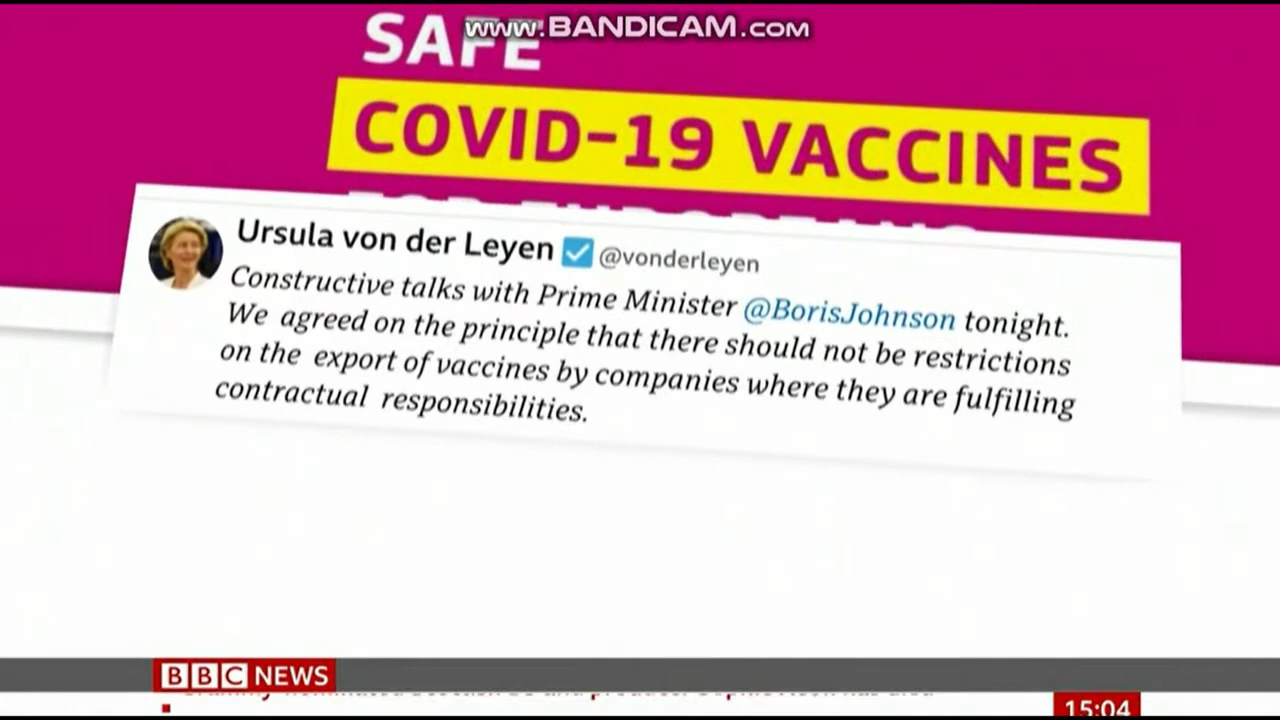 www.BANDICAM.com
SAFE
COVID-19 VACCINES
Ursula von der Leyen @vonderleyen
Constructive talks with Prime Minister @BorisJohnson tonight.
We agreed on the principle that there should not be restrictions
on the export of vaccines by companies where they are fulfilling
contractual responsibilities.
BBC NEWS
15:04